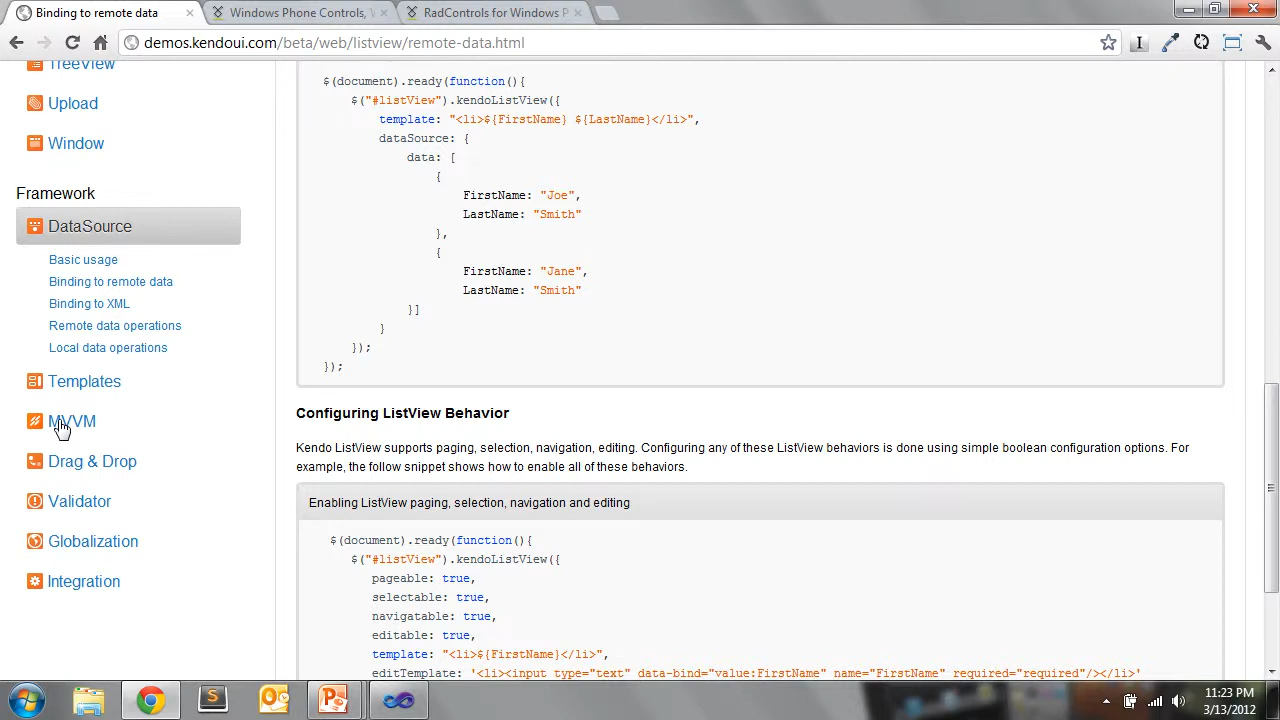 Binding to remote data
Windows Phone Controls, W
RadControls for Windows P
demos.kendoui.com/beta/web/listview/remote-data.html
TreeView
Upload
Window
Framework
DataSource
Basic usage
Binding to remote data
Binding to XML
Remote data operations
Local data operations
Templates
MVVM
Drag & Drop
Validator
Globalization
Integration
$(document).ready(function(){
$("#listView").kendoListView({
template: "<li>${FirstName} ${LastName}</li>",
dataSource: {
data: [
{
FirstName: "Joe",
LastName: "Smith"
},
{
FirstName: "Jane",
LastName: "Smith"
}]
}
});
});
Configuring ListView Behavior
Kendo ListView supports paging, selection, navigation, editing. Configuring any of these ListView behaviors is done using simple boolean configuration options. For
example, the follow snippet shows how to enable all of these behaviors.
Enabling ListView paging, selection, navigation and editing
$(document).ready(function(){
$("#listView").kendoListView({
pageable: true,
selectable: true,
navigatable: true,
editable: true,
template: "<li>${FirstName}</li>",
editTemplate: '<li><input type="text" data-bind="value:FirstName" name="FirstName" required="required"/></li>'
11:23 PM
3/13/2012